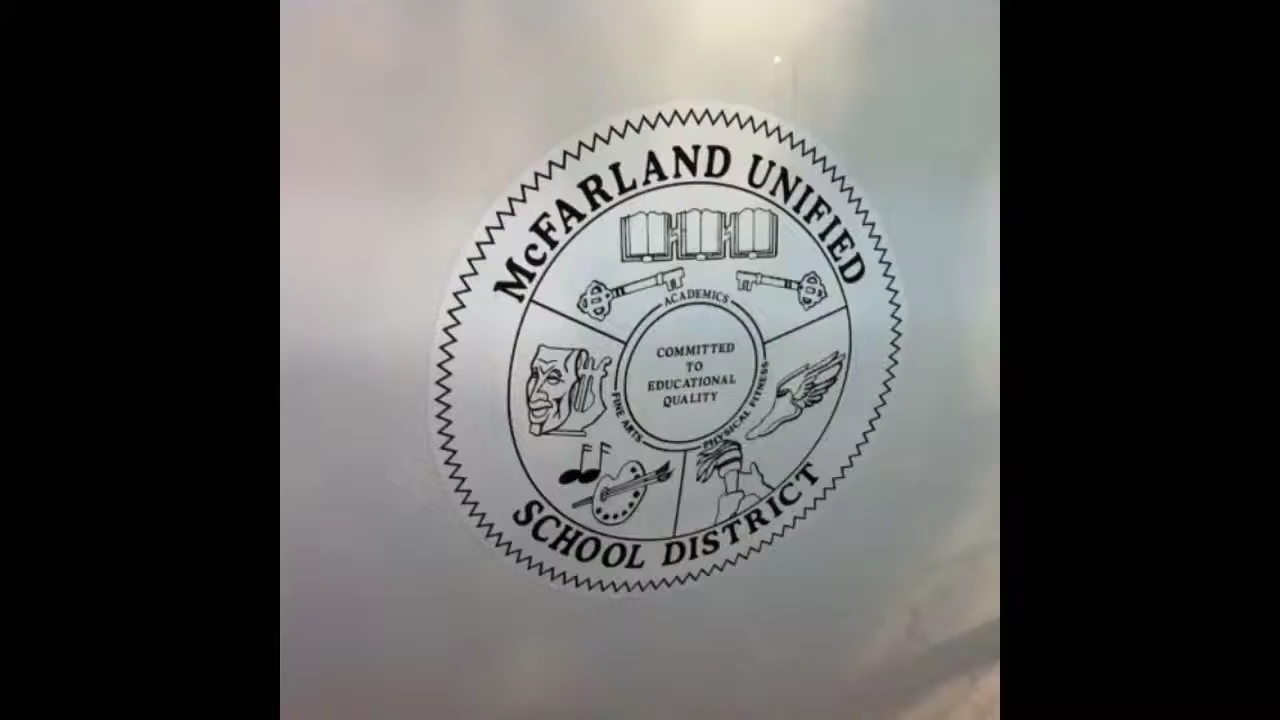 McFARLAND UNIFIED
ACADEMICS
COMMITTED
TO
EDUCATIONAL
QUALITY
FINE ARTS
PHYSICAL FITNESS
SCHOOL DISTRICT